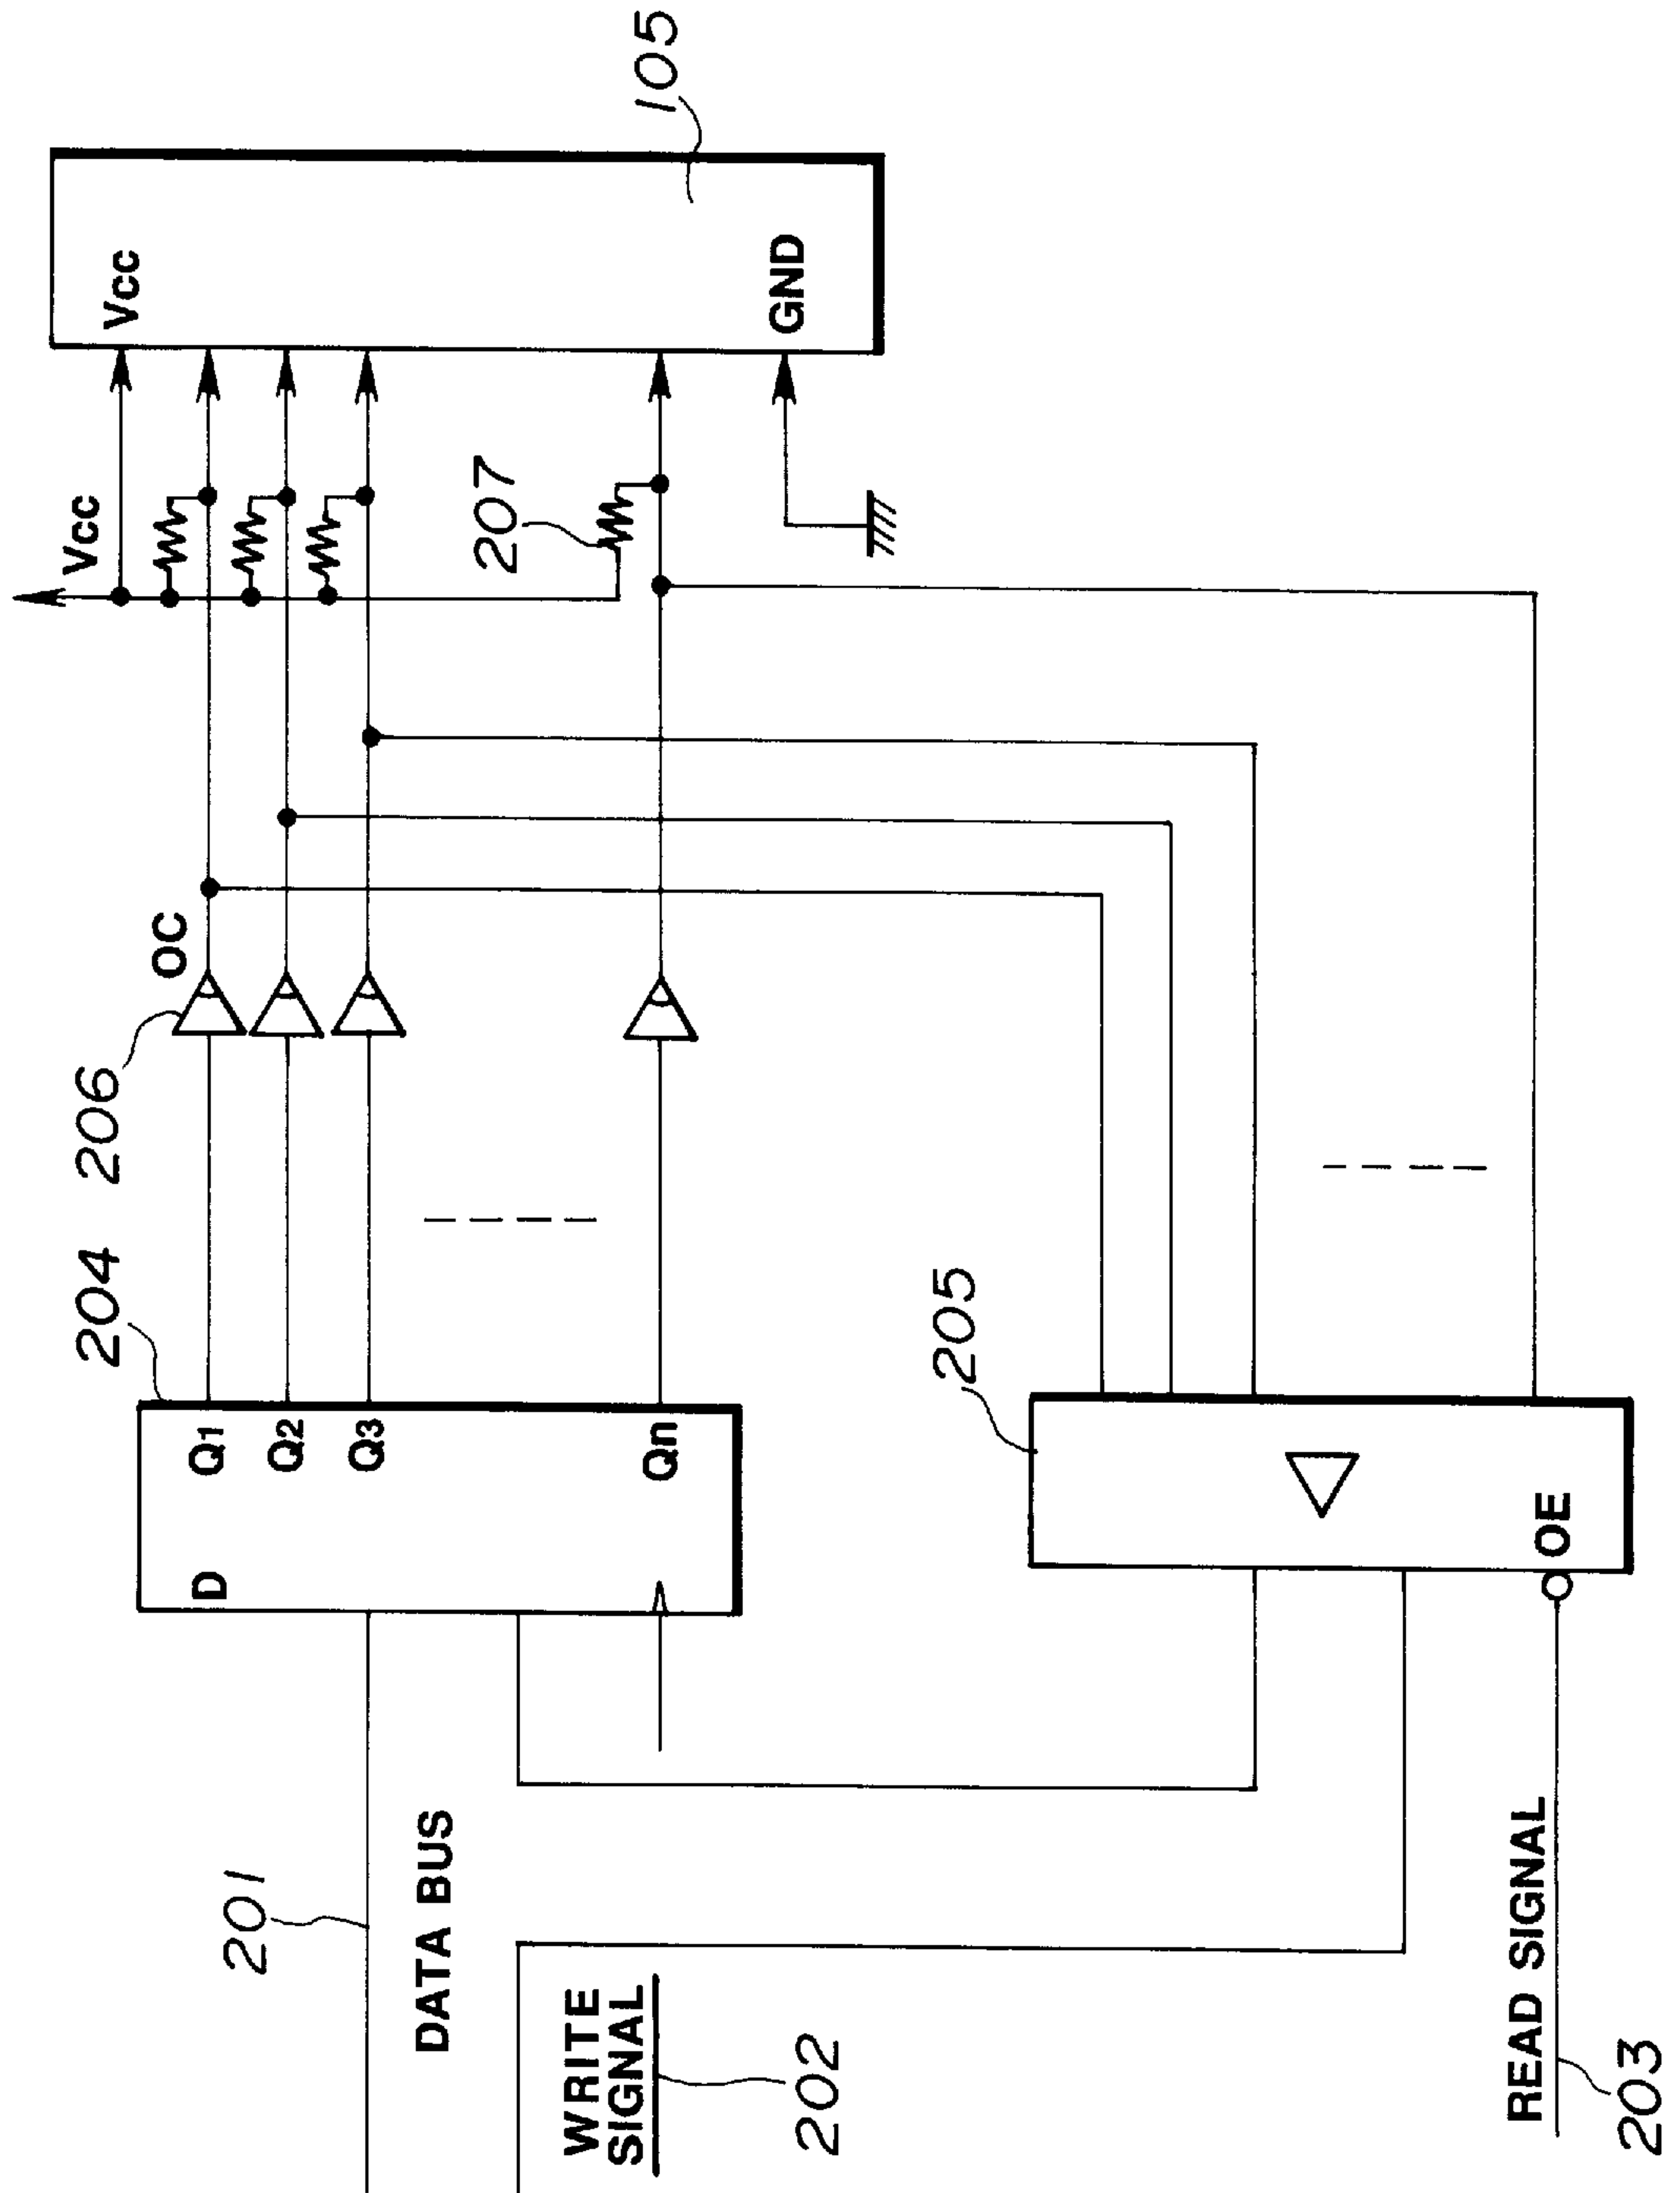 Vcc
Vcc
105
OC
206
204
207
Q1
Q2
Q3
Qn
D
GND
201
DATA BUS
205
WRITE
SIGNAL
202
OE
READ SIGNAL
203